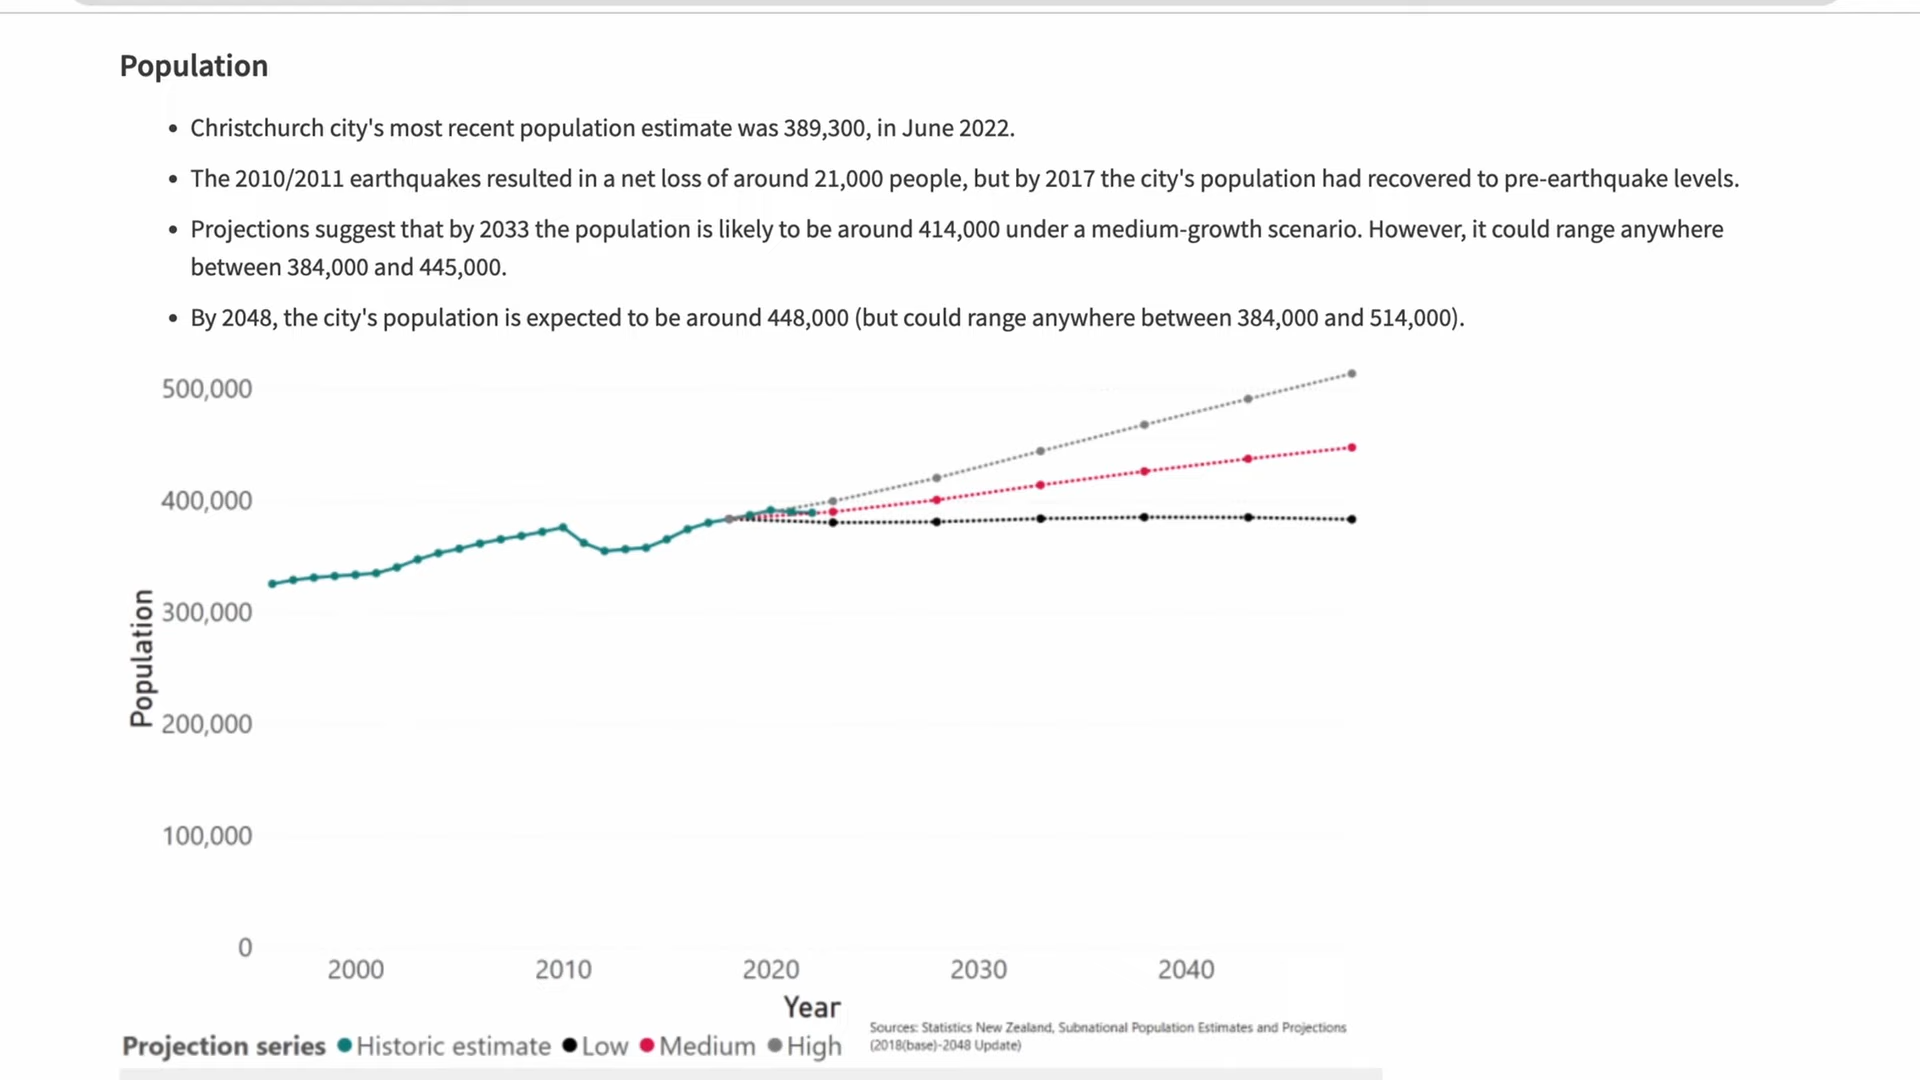 Population
• Christchurch city's most recent population estimate was 389,300, in June 2022.
• The 2010/2011 earthquakes resulted in a net loss of around 21,000 people, but by 2017 the city's population had recovered to pre-earthquake levels.
• Projections suggest that by 2033 the population is likely to be around 414,000 under a medium-growth scenario. However, it could range anywhere
between 384,000 and 445,000.
• By 2048, the city's population is expected to be around 448,000 (but could range anywhere between 384,000 and 514,000).
500,000
400,000
300,000
200,000
100,000
0
Population
2000 2010 2020 2030 2040
Year
Projection series Historic estimate Low Medium High
Sources: Statistics New Zealand, Subnational Population Estimates and Projections
(2018(base)-2048 Update)